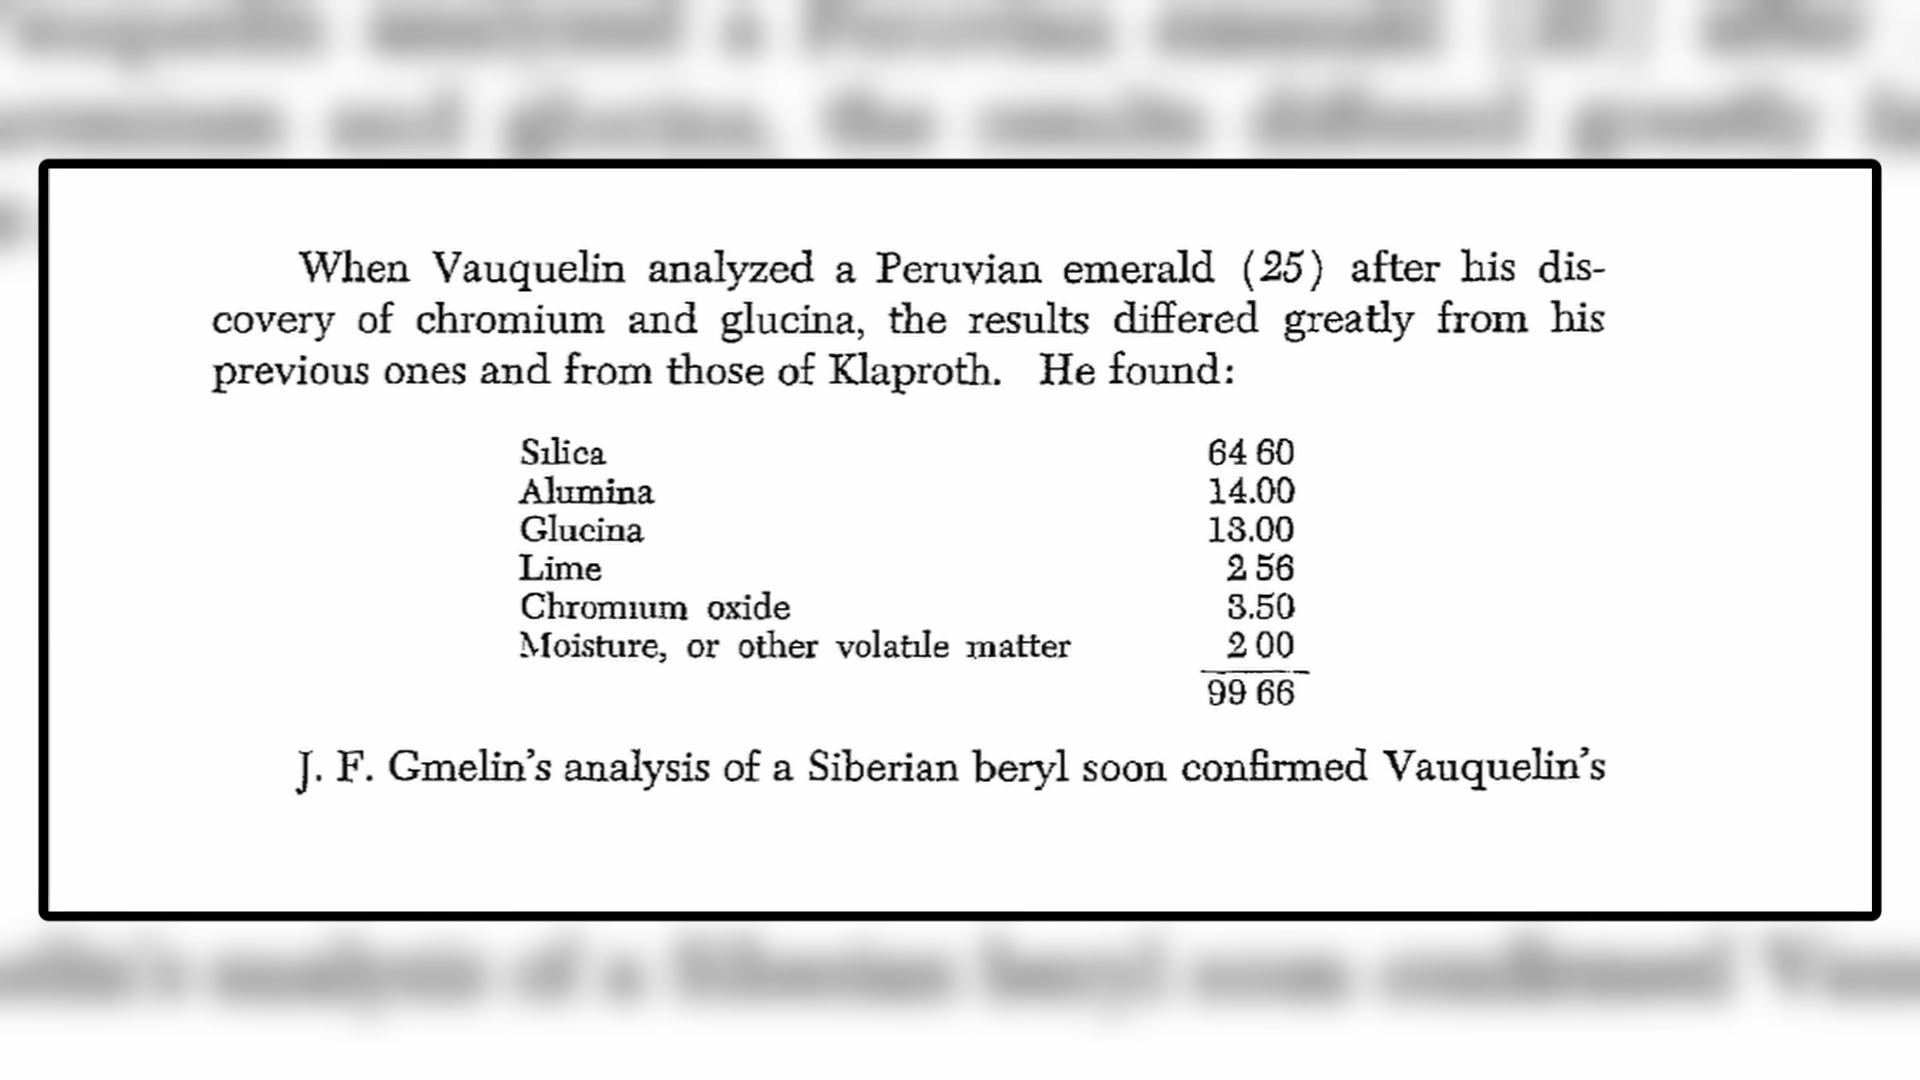 When Vauquelin analyzed a Peruvian emerald (25) after his dis-
covery of chromium and glucina, the results differed greatly from his
previous ones and from those of Klaproth. He found:
Silica 64 60
Alumina 14.00
Glucina 13.00
Lime 2 56
Chromium oxide 3.50
Moisture, or other volatile matter 2 00
99 66
J. F. Gmelin's analysis of a Siberian beryl soon confirmed Vauquelin's